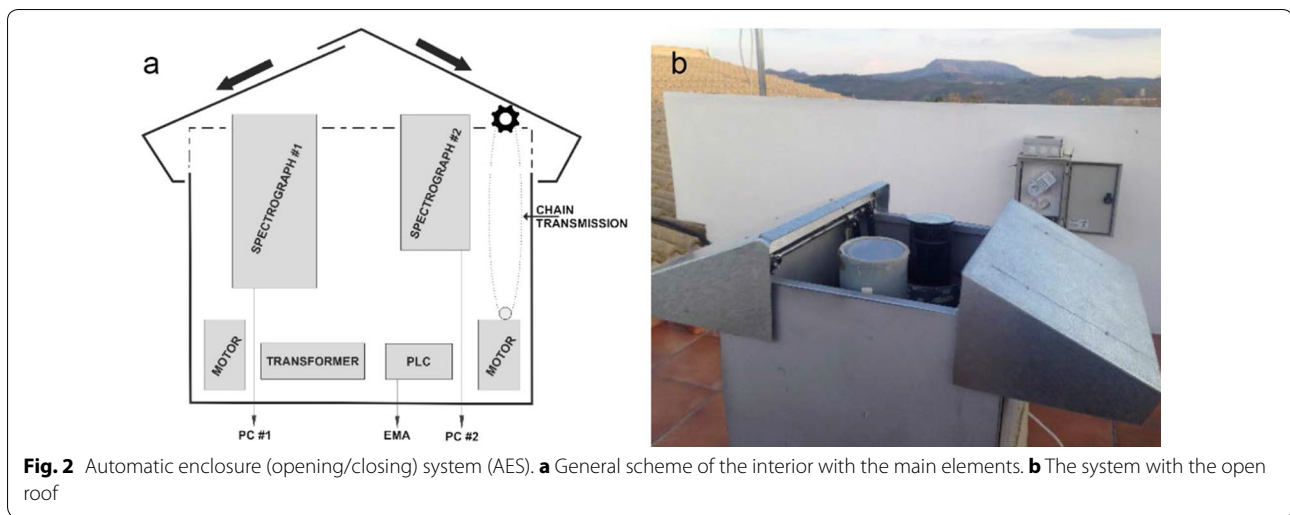 a
SPECTROGRAPH #1
SPECTROGRAPH #2
CHAIN
TRANSMISSION
MOTOR
TRANSFORMER
PLC
MOTOR
PC #1
EMA
PC #2
b
Fig. 2 Automatic enclosure (opening/closing) system (AES). a General scheme of the interior with the main elements. b The system with the open
roof